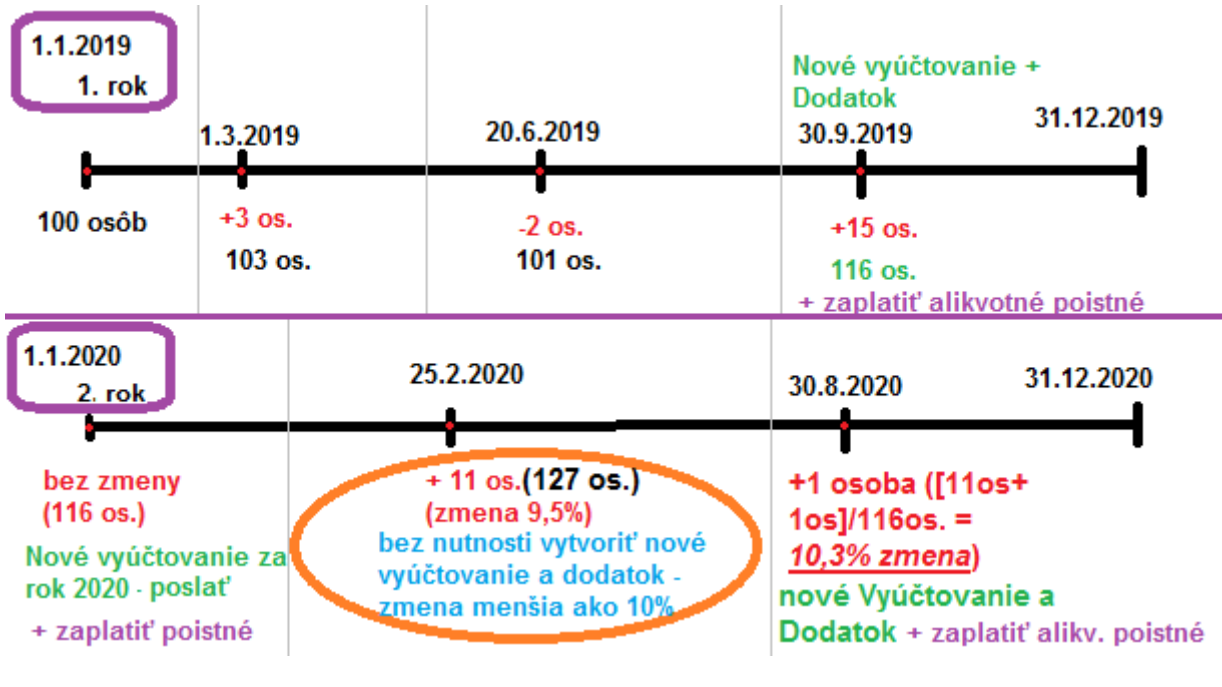 1.1.2019
1. rok
1.3.2019
20.6.2019
Nové vyúčtovanie +
Dodatok
30.9.2019
31.12.2019
100 osôb
+3 os.
103 os.
-2 os.
101 os.
+15 os.
116 os.
+ zaplatiť alikvotné poistné
1.1.2020
2. rok
25.2.2020
30.8.2020
31.12.2020
bez zmeny
(116 os.)
Nové vyúčtovanie za
rok 2020 - poslať
+ zaplatiť poistné
+ 11 os.(127 os.)
(zmena 9,5%)
bez nutnosti vytvoriť nové
vyúčtovanie a dodatok -
zmena menšia ako 10%
+1 osoba ([11os+
1os]/116os. =
10,3% zmena)
nové Vyúčtovanie a
Dodatok + zaplatiť alikv. poistné